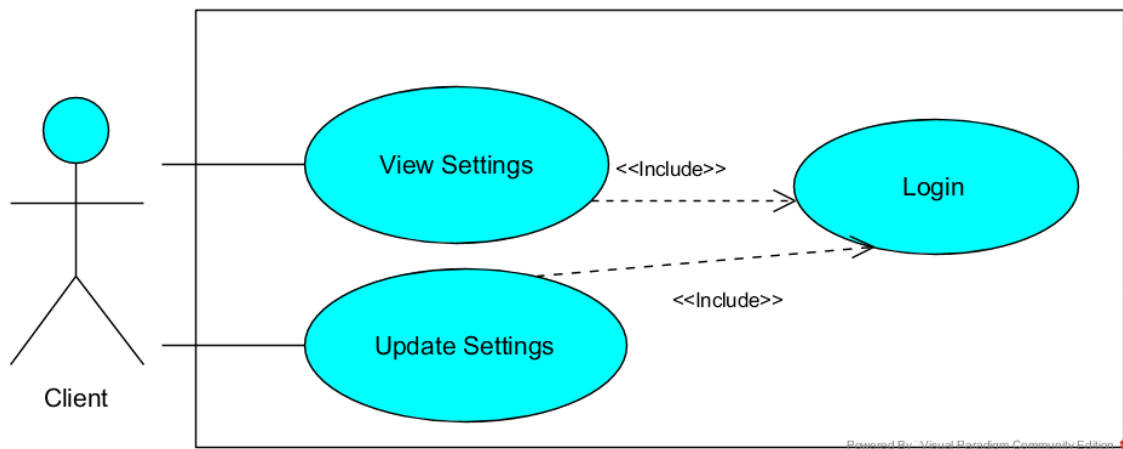 View Settings
<<Include>>
Login
<<Include>>
Update Settings
Client
Powered By Visual Paradigm Community Edition